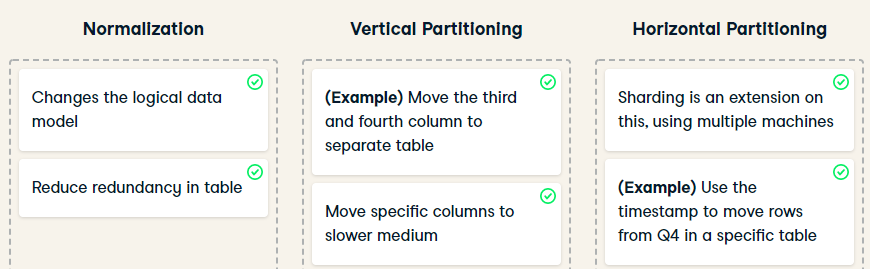 Normalization
Changes the logical data
model
Reduce redundancy in table
Vertical Partitioning
(Example) Move the third
and fourth column to
separate table
Move specific columns to
slower medium
Horizontal Partitioning
Sharding is an extension on
this, using multiple machines
(Example) Use the
timestamp to move rows
from Q4 in a specific table